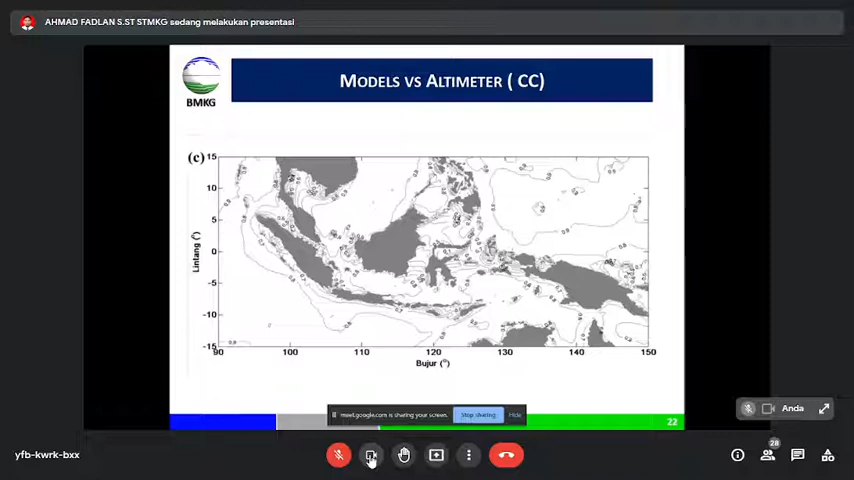 AHMAD FADLAN S.ST STMKG sedang melakukan presentasi
BMKG
MODELS VS ALTIMETER ( CC)
(c)
15
10
5
0
-5
-10
-15
Lintang (°)
90 100 110 120 130 140 150
Bujur (°)
meet.google.com is sharing your screen. Stop sharing Hide
22
Anda
28
yfb-kwrk-bxx